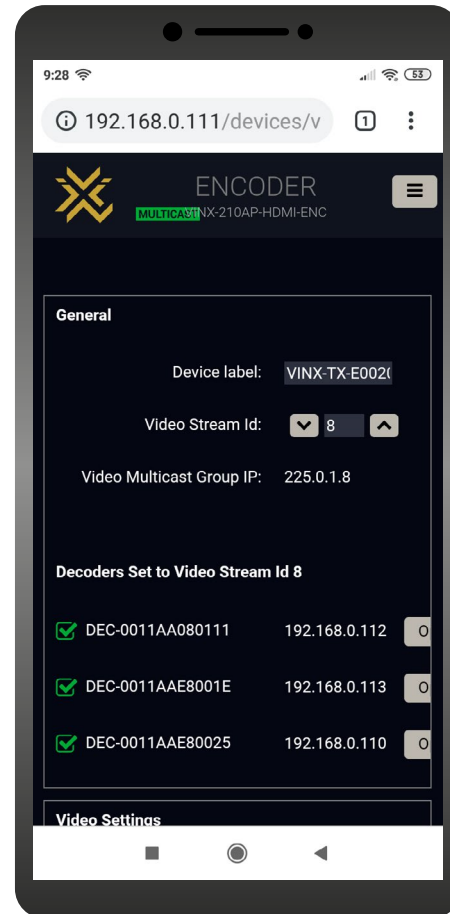 9:28
53
192.168.0.111/devices/v
1
ENCODER
MULTICAST
NX-210AP-HDMI-ENC
General
Device label: VINX-TX-E002
Video Stream Id: 8
Video Multicast Group IP: 225.0.1.8
Decoders Set to Video Stream Id 8
DEC-0011AA080111 192.168.0.112 O
DEC-0011AAE8001E 192.168.0.113 O
DEC-0011AAE80025 192.168.0.110 O
Video Settings